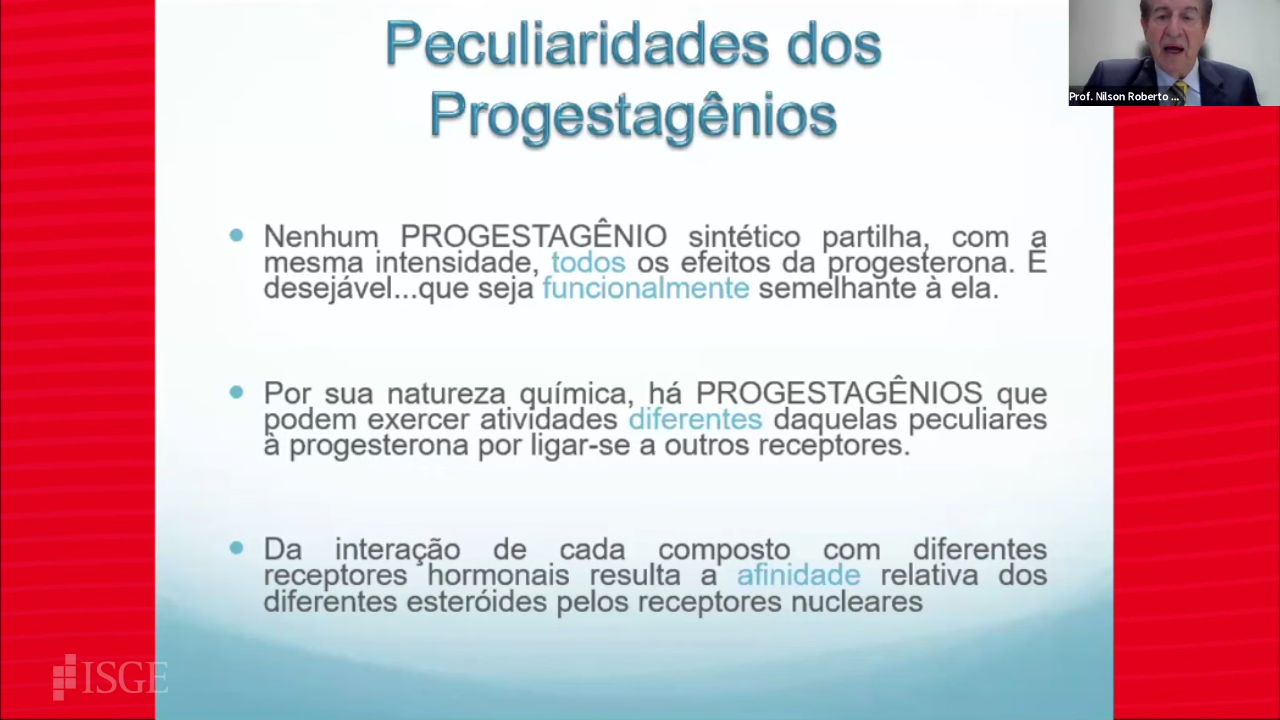 Peculiaridades dos
Progestagênios
Prof. Nilson Roberto ...
Nenhum PROGESTAGÊNIO sintético partilha, com a
mesma intensidade, todos os efeitos da progesterona. É
desejável...que seja funcionalmente semelhante à ela.
Por sua natureza química, há PROGESTAGÊNIOS que
podem exercer atividades diferentes daquelas peculiares
à progesterona por ligar-se a outros receptores.
Da interação de cada composto com diferentes
receptores hormonais resulta a afinidade relativa dos
diferentes esteróides pelos receptores nucleares
ISGE